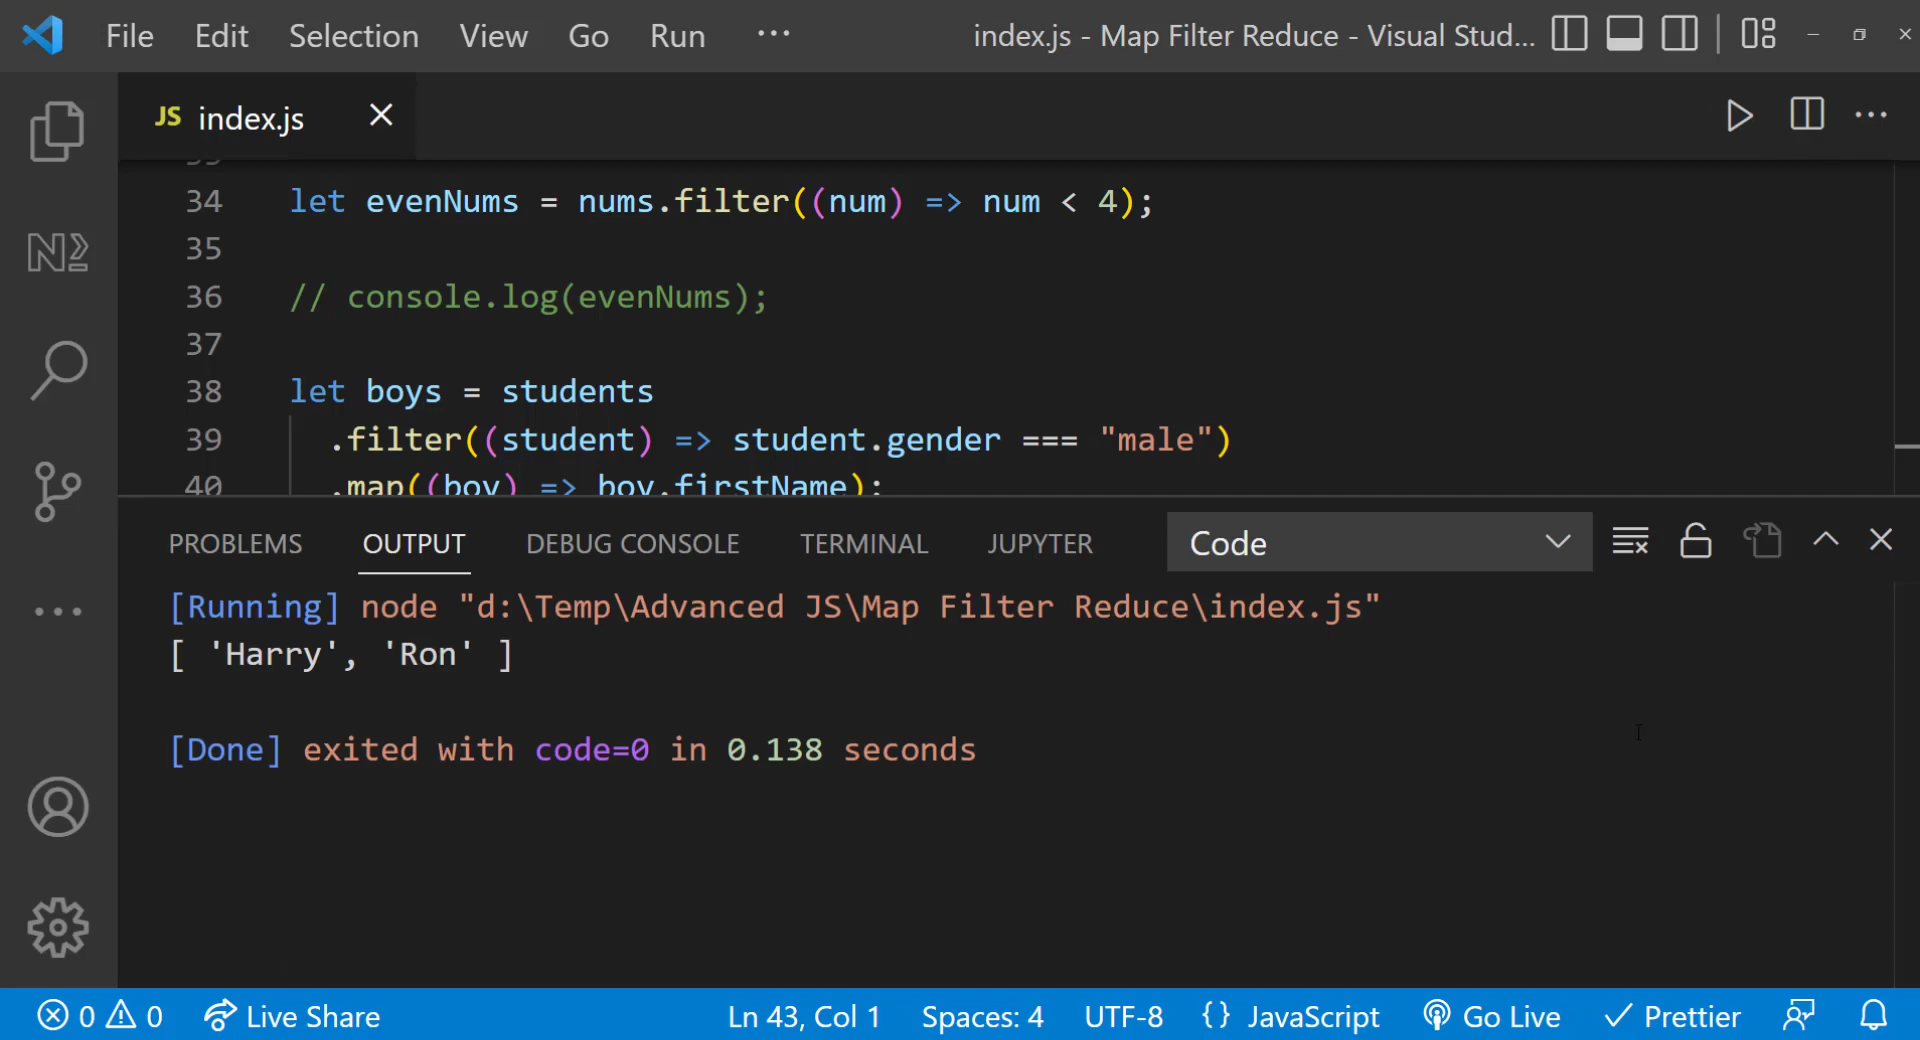 File Edit Selection View Go Run ··· index.js - Map Filter Reduce - Visual Stud...
JS index.js
34 let evenNums = nums.filter((num) => num < 4);
35
36 // console.log(evenNums);
37
38 let boys = students
39 .filter((student) => student.gender === "male")
40 .map((boy) => boy.firstName);
PROBLEMS OUTPUT DEBUG CONSOLE TERMINAL JUPYTER Code
[Running] node "d:\Temp\Advanced JS\Map Filter Reduce\index.js"
[ 'Harry', 'Ron' ]
[Done] exited with code=0 in 0.138 seconds
0 0 Live Share Ln 43, Col 1 Spaces: 4 UTF-8 {} JavaScript Go Live Prettier